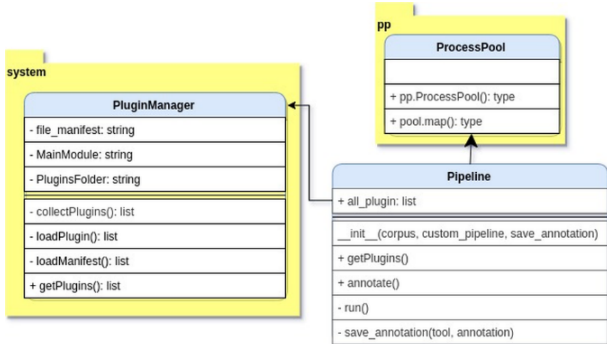 system
PluginManager
- file_manifest: string
- MainModule: string
- PluginsFolder: string
- collectPlugins(): list
- loadPlugin(): list
- loadManifest(): list
+ getPlugins(): list
pp
ProcessPool
+ pp.ProcessPool(): type
+ pool.map(): type
Pipeline
+ all_plugin: list
__init__(corpus, custom_pipeline, save_annotation)
+ getPlugins()
+ annotate()
- run()
- save_annotation(tool, annotation)